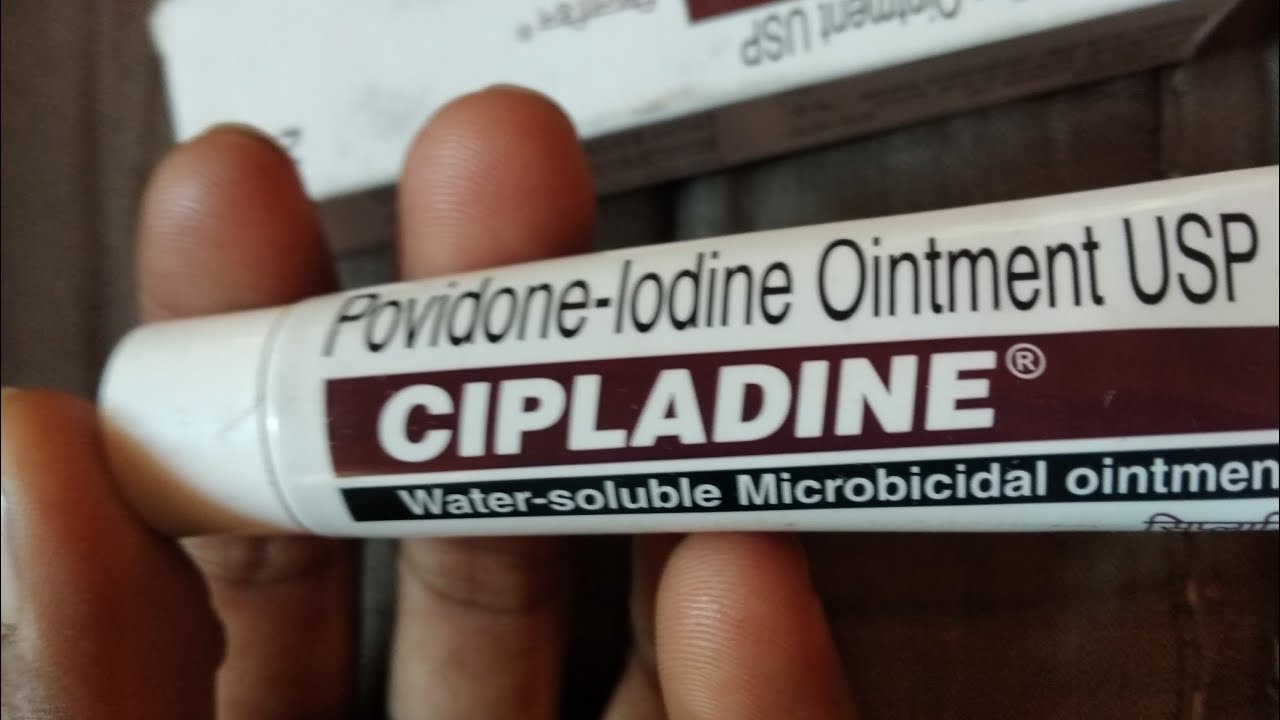 Ointment USP
Povidone-Iodine Ointment USP
CIPLADINE®
Water-soluble Microbicidal ointmen